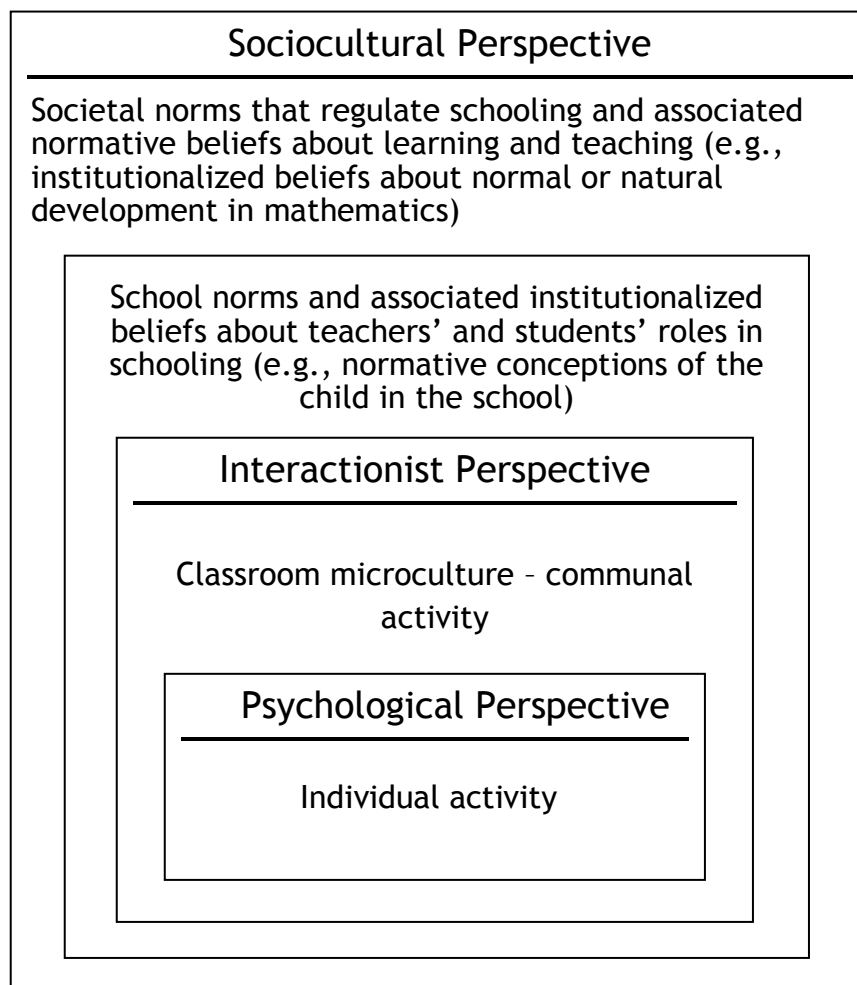 Sociocultural Perspective
Societal norms that regulate schooling and associated
normative beliefs about learning and teaching (e.g.,
institutionalized beliefs about normal or natural
development in mathematics)
School norms and associated institutionalized
beliefs about teachers’ and students’ roles in
schooling (e.g., normative conceptions of the
child in the school)
Interactionist Perspective
Classroom microculture – communal
activity
Psychological Perspective
Individual activity